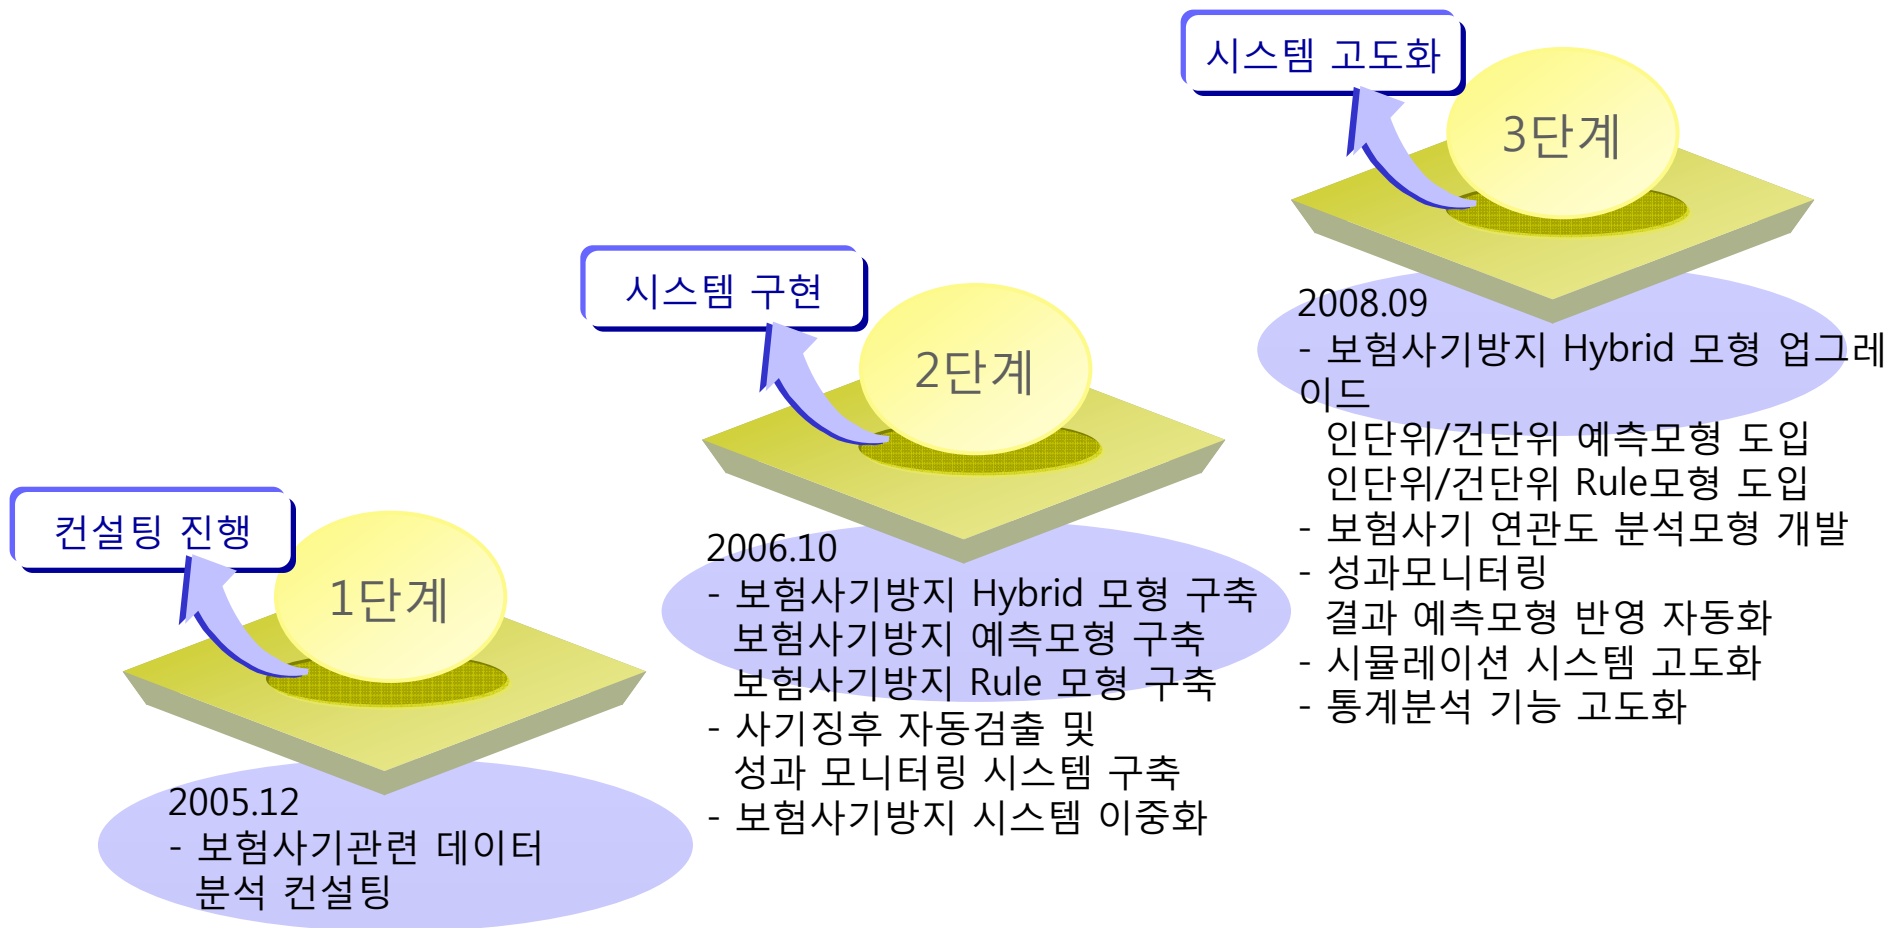 컨설팅 진행
1단계
2005.12
- 보험사기관련 데이터
분석 컨설팅
시스템 구현
2단계
2006.10
- 보험사기방지 Hybrid 모형 구축
보험사기방지 예측모형 구축
보험사기방지 Rule 모형 구축
- 사기징후 자동검출 및
성과 모니터링 시스템 구축
- 보험사기방지 시스템 이중화
시스템 고도화
3단계
2008.09
- 보험사기방지 Hybrid 모형 업그레
이드
인단위/건단위 예측모형 도입
인단위/건단위 Rule모형 도입
- 보험사기 연관도 분석모형 개발
- 성과모니터링
결과 예측모형 반영 자동화
- 시뮬레이션 시스템 고도화
- 통계분석 기능 고도화